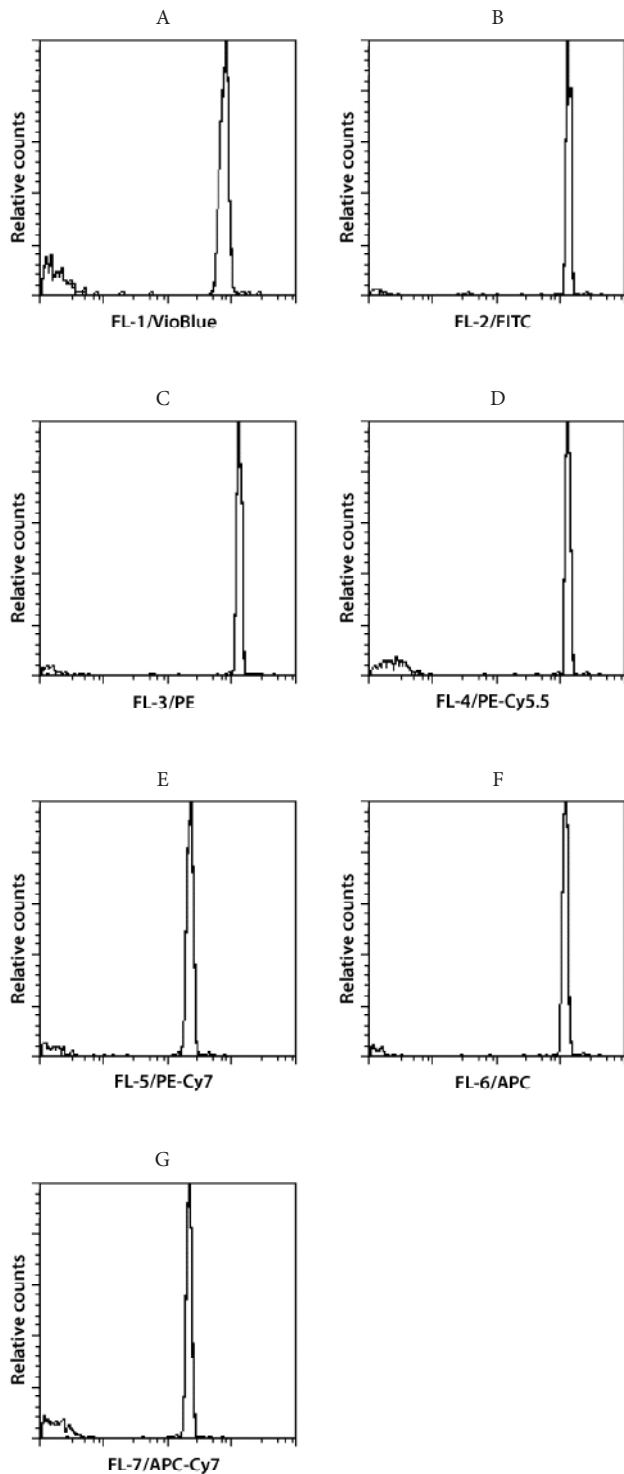 A
Relative counts
FL-1/VioBlue
B
Relative counts
FL-2/FITC
C
Relative counts
FL-3/PE
D
Relative counts
FL-4/PE-Cy5.5
E
Relative counts
FL-5/PE-Cy7
F
Relative counts
FL-6/APC
G
Relative counts
FL-7/APC-Cy7